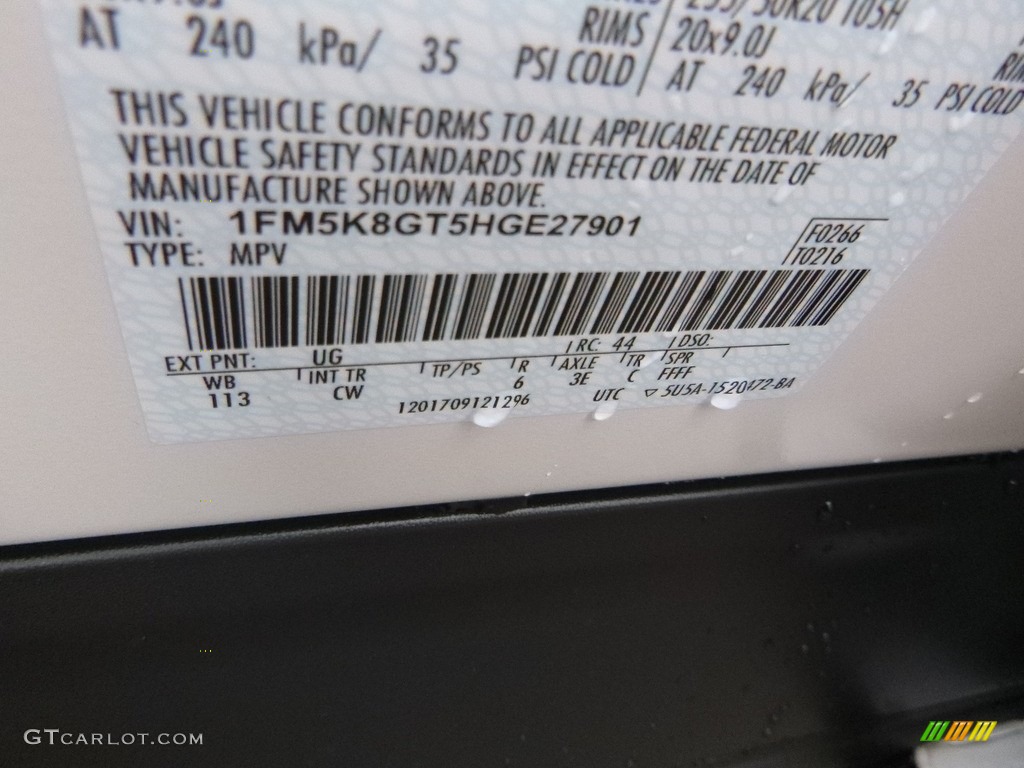 AT 240 kPa/ 35 PSI COLD
RIMS 20x9.0J
AT 240 kPa/ 35 PSI COLD
THIS VEHICLE CONFORMS TO ALL APPLICABLE FEDERAL MOTOR
VEHICLE SAFETY STANDARDS IN EFFECT ON THE DATE OF
MANUFACTURE SHOWN ABOVE.
VIN: 1FM5K8GT5HGE27901
TYPE: MPV
F0266
T0216
EXT PNT: UG RC: 44 DSO:
WB INT TR TP/PS R AXLE TR SPR
113 CW 6 3E C FFFF
1201709121296 UTC ▽ 5U5A-1520472-BA
GTCARLOT.COM